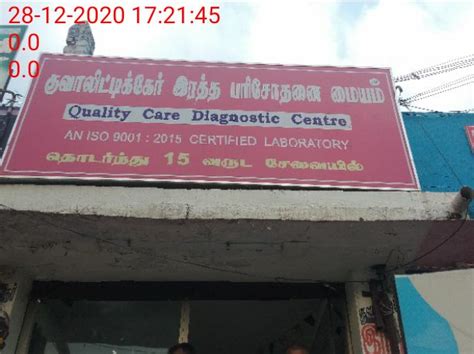 28-12-2020 17:21:45
0.0
0.0
குவாலிட்டிக்கேர் இரத்த பரிசோதனை மையம்
Quality Care Diagnostic Centre
AN ISO 9001 : 2015 CERTIFIED LABORATORY
தொடர்ந்து 15 வருட சேவையில்